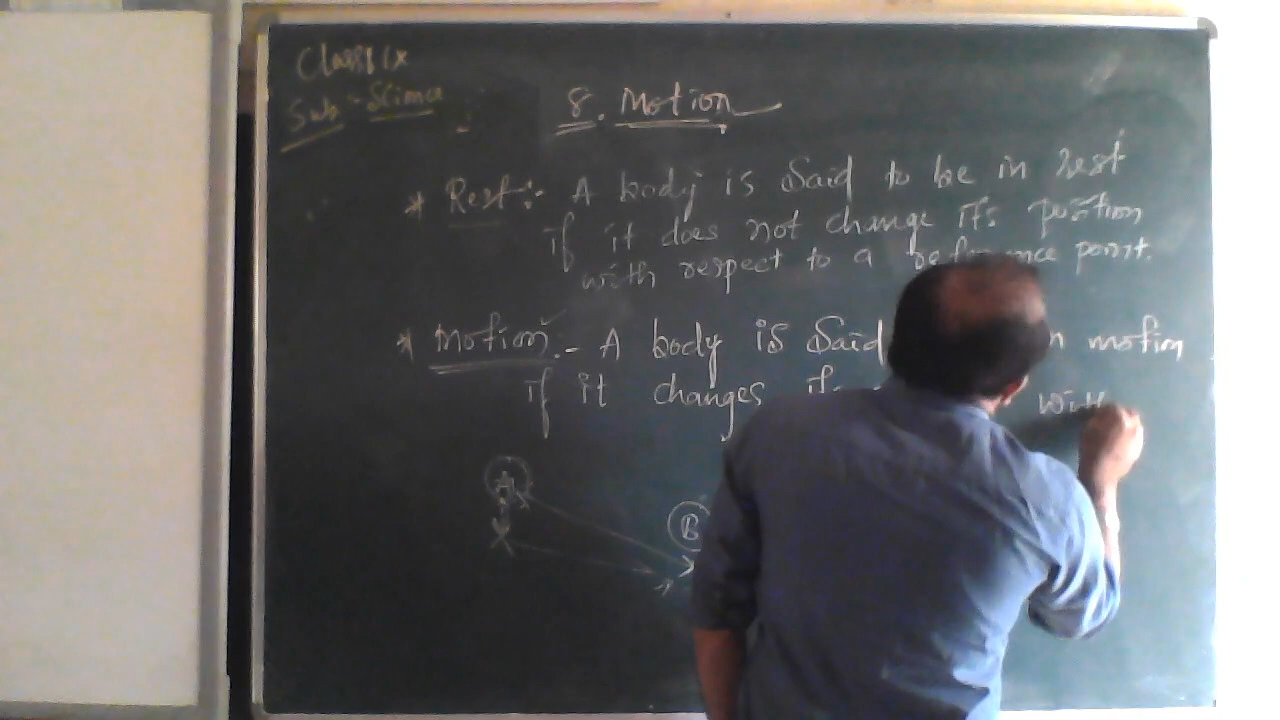 Class IX
Sub - Science
8. Motion
* Rest :- A body is said to be in rest
if it does not change its position
with respect to a reference point.
* Motion :- A body is said n motion
if it changes with
A
B